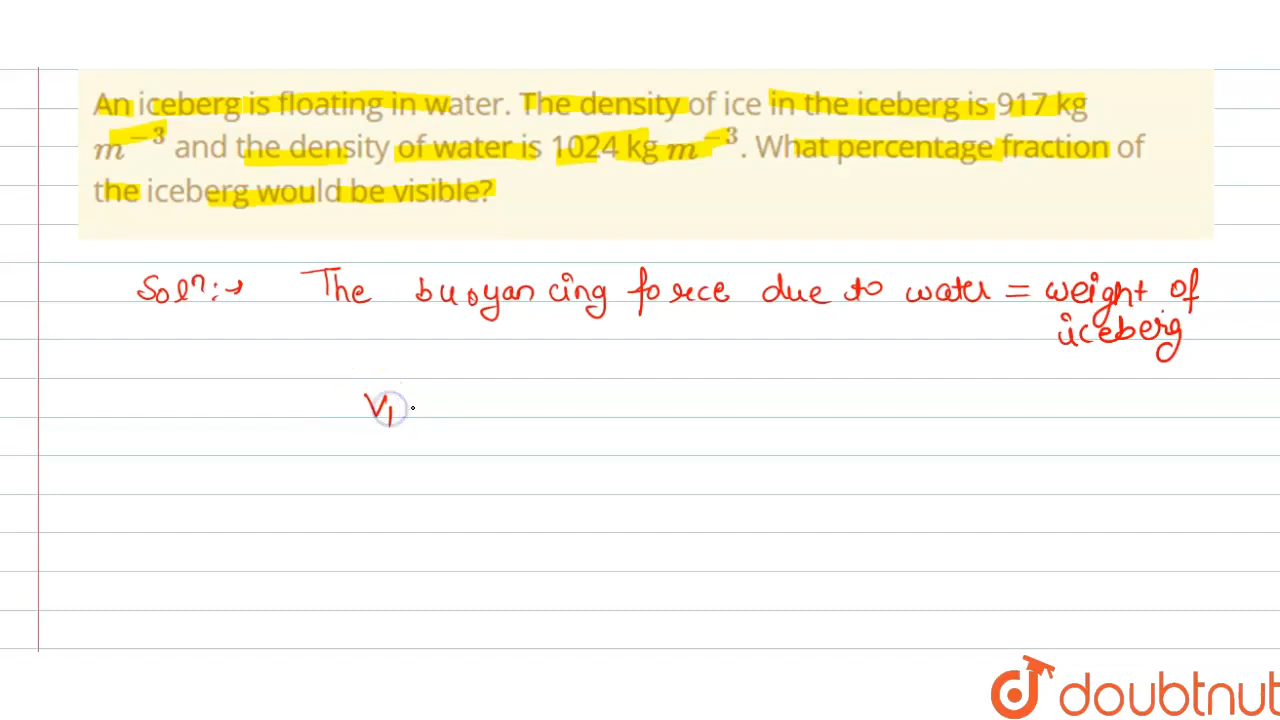 An iceberg is floating in water. The density of ice in the iceberg is 917 kg
m⁻³ and the density of water is 1024 kg m⁻³. What percentage fraction of
the iceberg would be visible?
Solⁿ:→ The buoyancing force due to water = weight of
iceberg
V₁
doubtnut